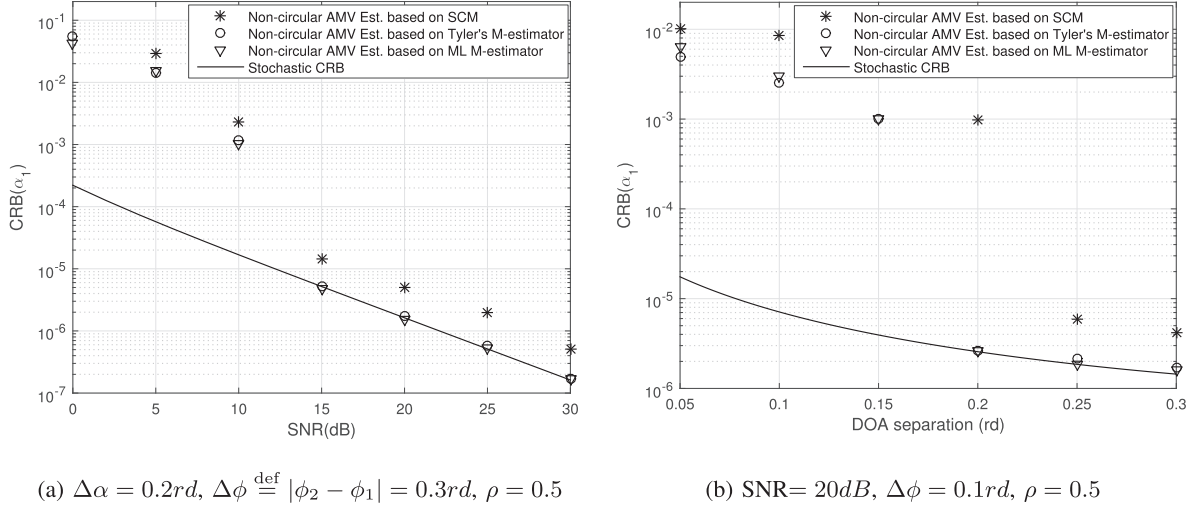 Non-circular AMV Est. based on SCM
Non-circular AMV Est. based on Tyler's M-estimator
Non-circular AMV Est. based on ML M-estimator
Stochastic CRB
CRB(α₁)
10⁻¹
10⁻²
10⁻³
10⁻⁴
10⁻⁵
10⁻⁶
10⁻⁷
0 5 10 15 20 25 30
SNR(dB)
(a) Δα = 0.2rd, Δϕ def= |ϕ₂ − ϕ₁| = 0.3rd, ρ = 0.5
Non-circular AMV Est. based on SCM
Non-circular AMV Est. based on Tyler's M-estimator
Non-circular AMV Est. based on ML M-estimator
Stochastic CRB
CRB(α₁)
10⁻²
10⁻³
10⁻⁴
10⁻⁵
10⁻⁶
0.05 0.1 0.15 0.2 0.25 0.3
DOA separation (rd)
(b) SNR= 20dB, Δϕ = 0.1rd, ρ = 0.5